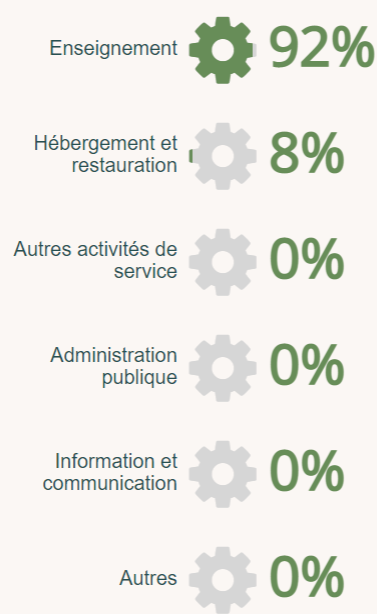 Enseignement 92%
Hébergement et
restauration 8%
Autres activités de
service 0%
Administration
publique 0%
Information et
communication 0%
Autres 0%